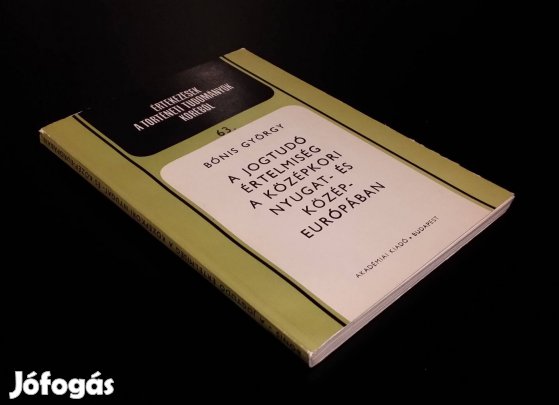 ÉRTEKEZÉSEK
A TÖRTÉNETI TUDOMÁNYOK
KÖRÉBŐL
63.
BÓNIS GYÖRGY
A JOGTUDÓ
ÉRTELMISÉG
A KÖZÉPKORI
NYUGAT- ÉS
KÖZÉP-
EURÓPÁBAN
AKADÉMIAI KIADÓ • BUDAPEST
Jófogás